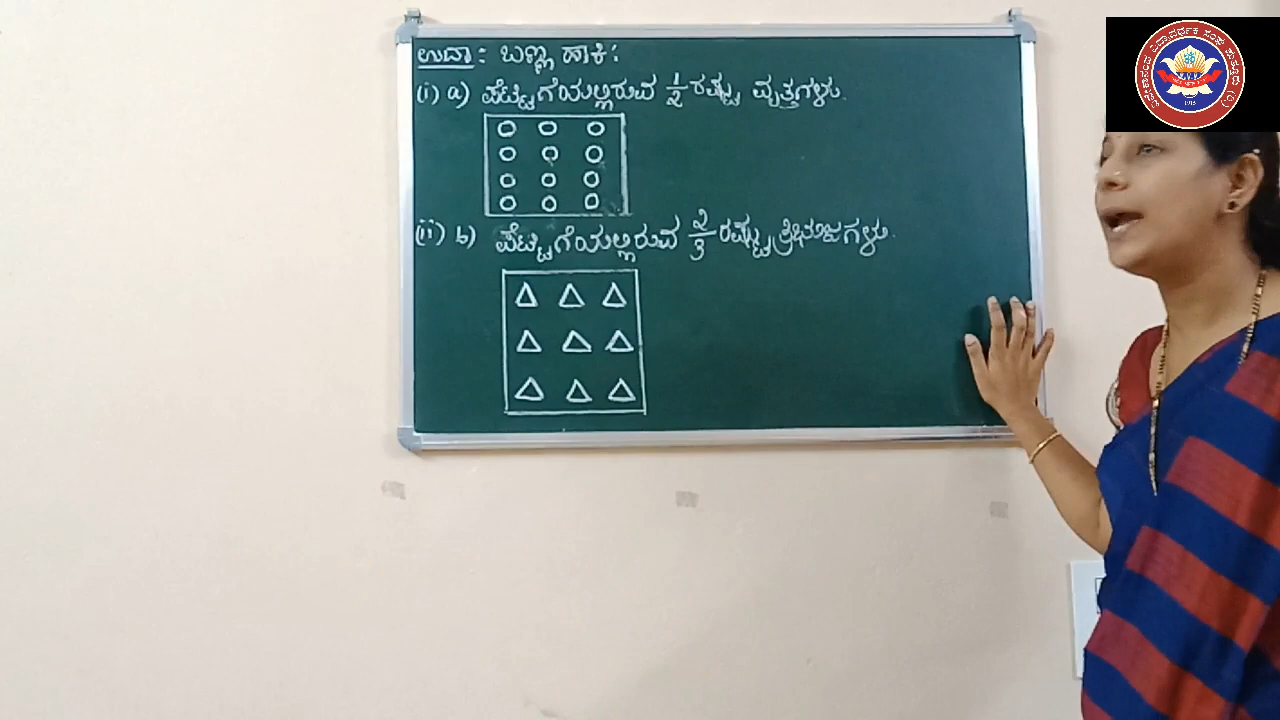 ಉದಾ : ಬಣ್ಣ ಹಾಕಿ :
(i) a) ಪೆಟ್ಟಿಗೆಯಲ್ಲಿರುವ 1/2 ರಷ್ಟು ವೃತ್ತಗಳು.
(ii) b) ಪೆಟ್ಟಿಗೆಯಲ್ಲಿರುವ 2/3 ರಷ್ಟು ತ್ರಿಭುಜಗಳು.